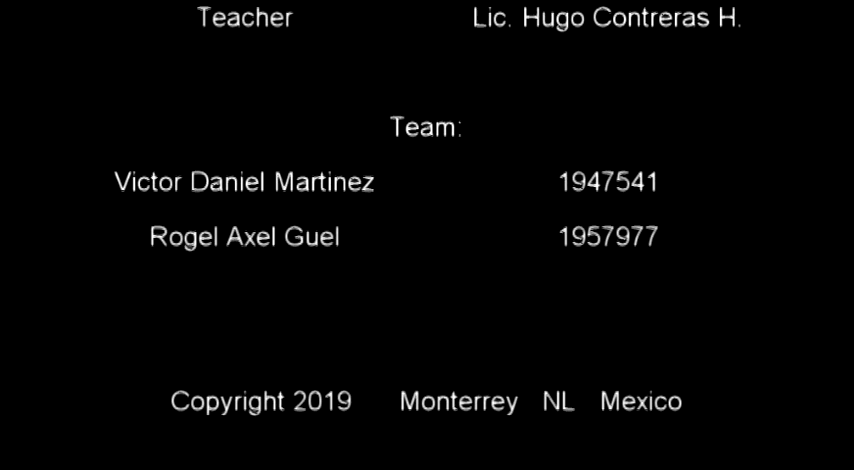 Teacher Lic. Hugo Contreras H.
Team:
Victor Daniel Martinez 1947541
Rogel Axel Guel 1957977
Copyright 2019 Monterrey NL Mexico